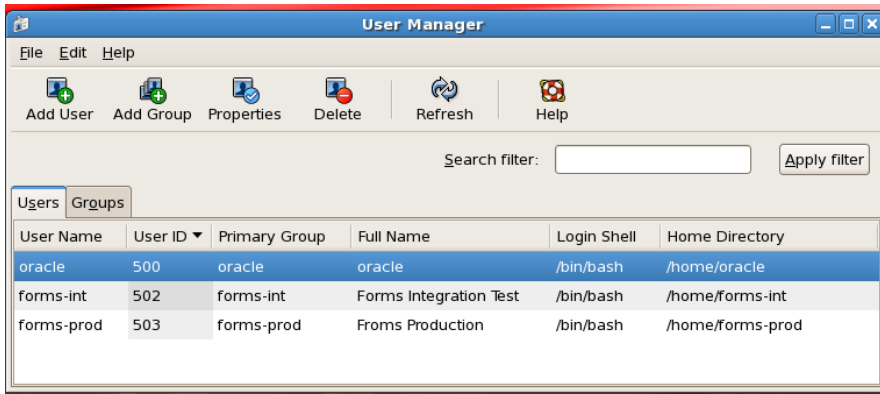 User Manager
File Edit Help
Add User Add Group Properties Delete Refresh Help
Search filter: Apply filter
Users Groups
User Name User ID Primary Group Full Name Login Shell Home Directory
oracle 500 oracle oracle /bin/bash /home/oracle
forms-int 502 forms-int Forms Integration Test /bin/bash /home/forms-int
forms-prod 503 forms-prod Froms Production /bin/bash /home/forms-prod